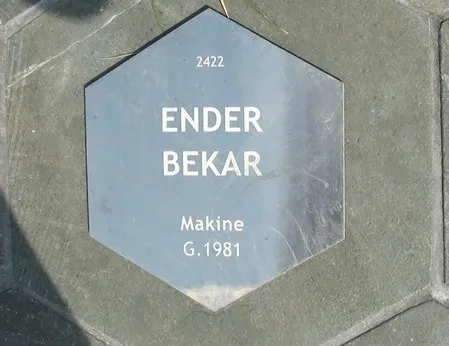 2422
ENDER
BEKAR
Makine
G.1981